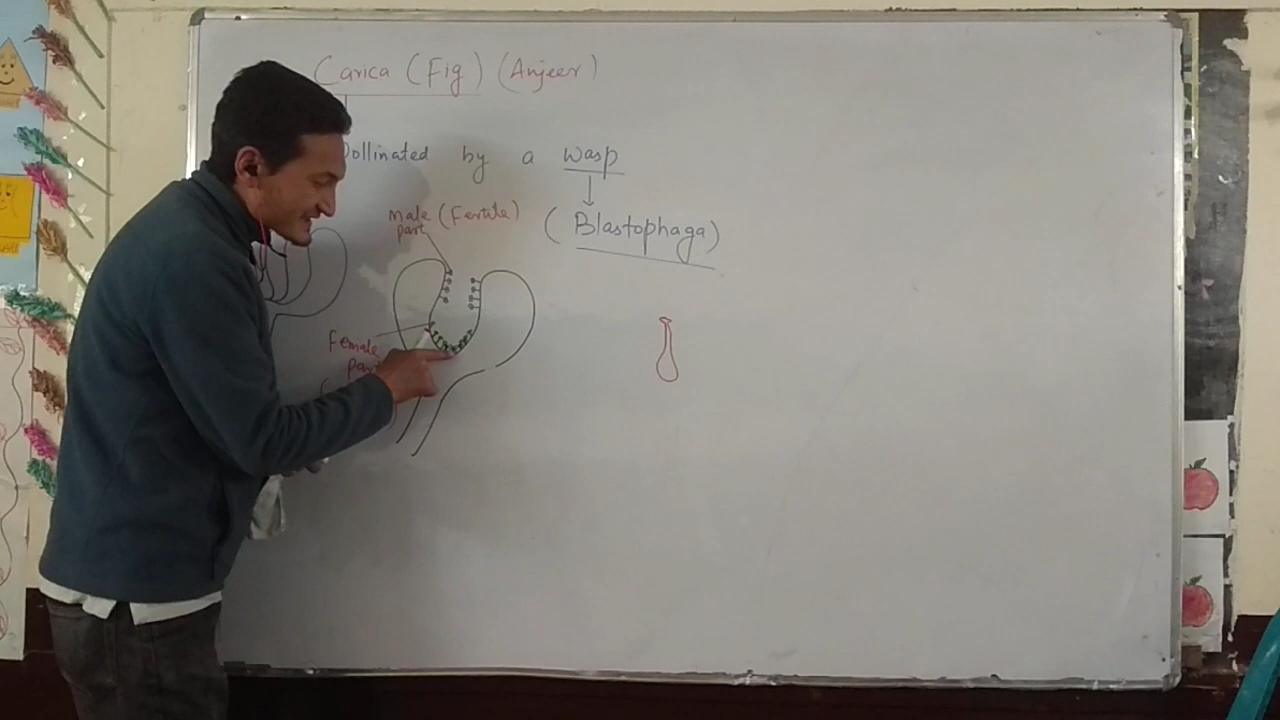 Carica (Fig) (Anjeer)
Pollinated by a wasp
(Blastophaga)
male (Fertile)
part
Female
part